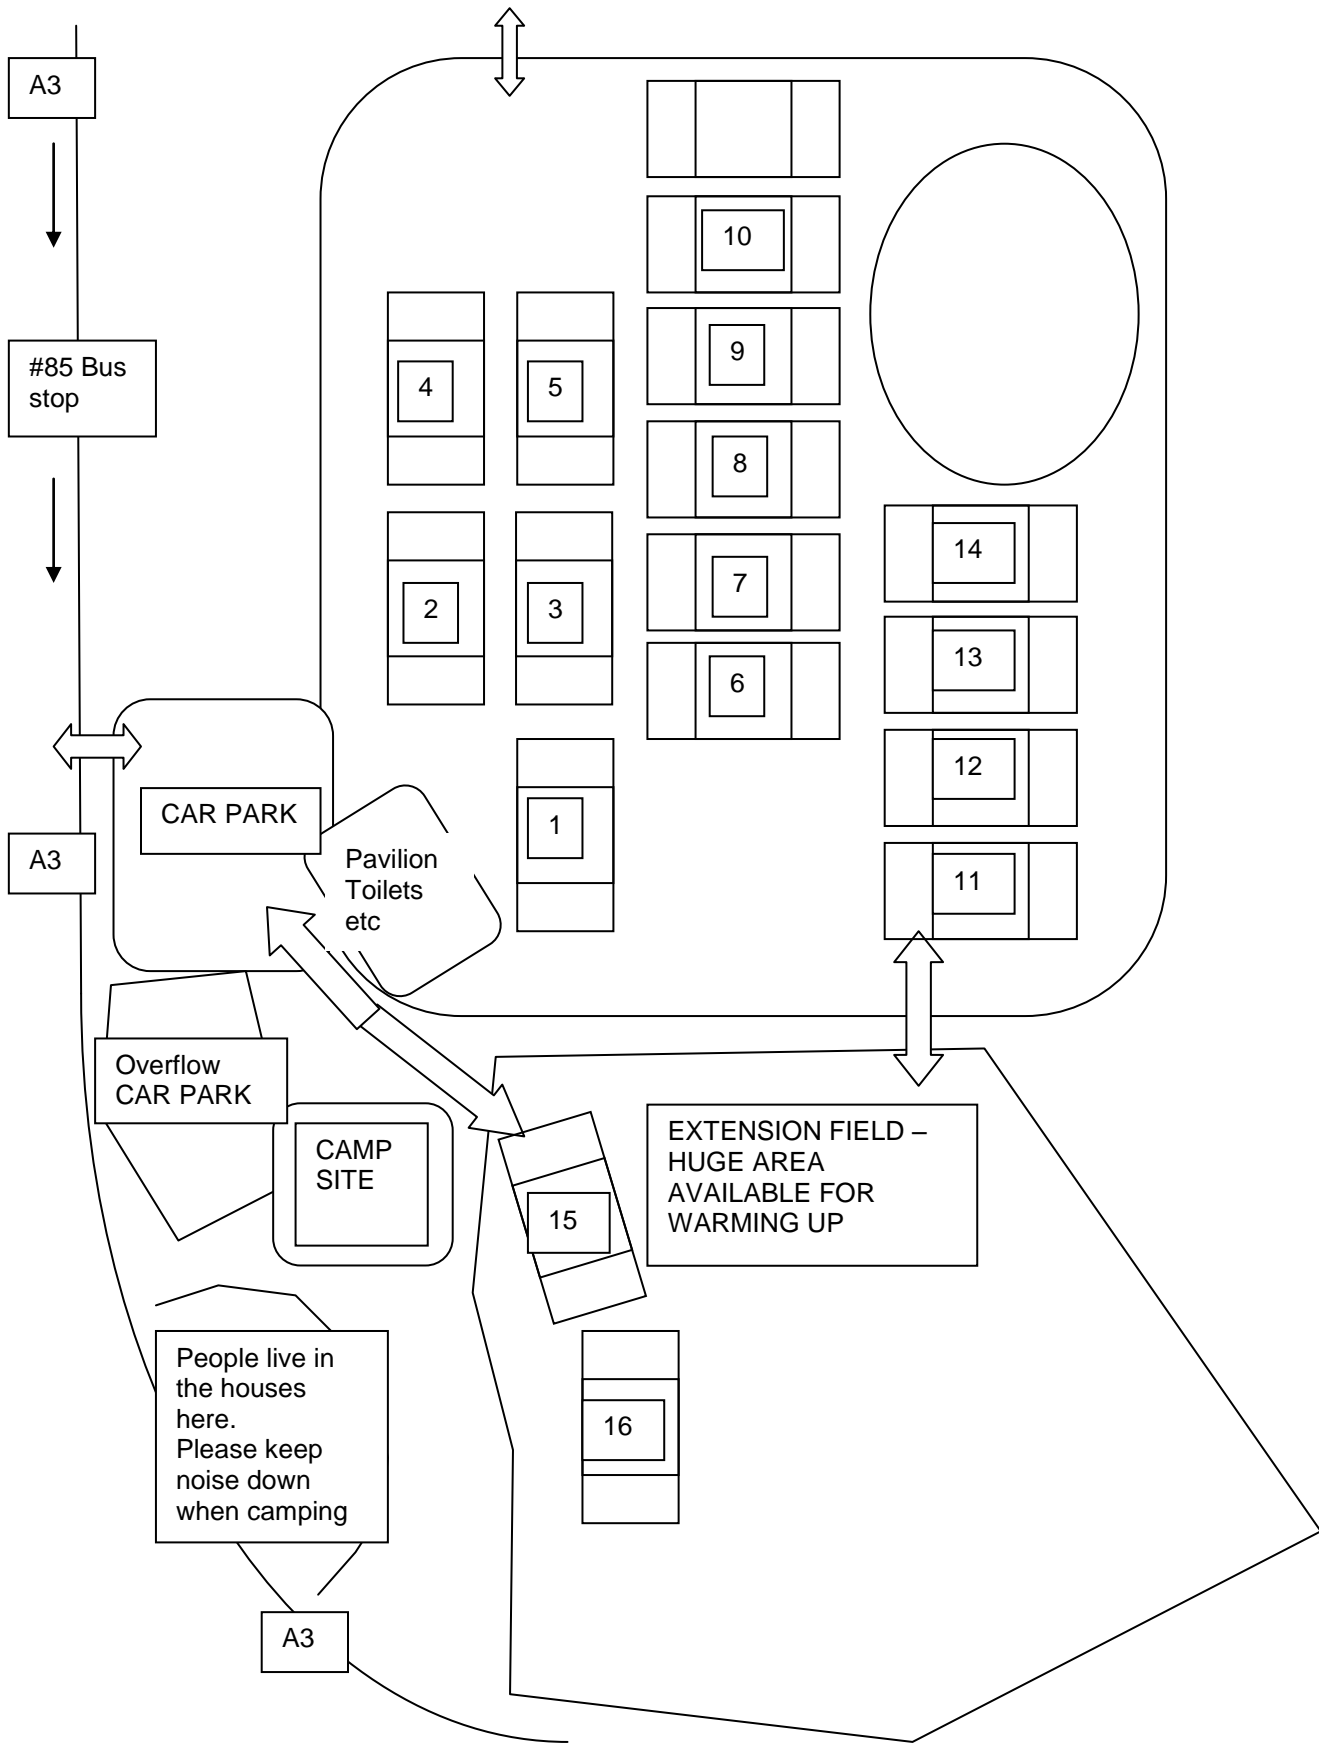 A3
10
9
#85 Bus
stop
4
5
8
14
7
2
3
13
6
12
CAR PARK
1
A3
Pavilion
Toilets
etc
11
Overflow
CAR PARK
CAMP
SITE
EXTENSION FIELD –
HUGE AREA
AVAILABLE FOR
WARMING UP
15
People live in
the houses
here.
Please keep
noise down
when camping
16
A3